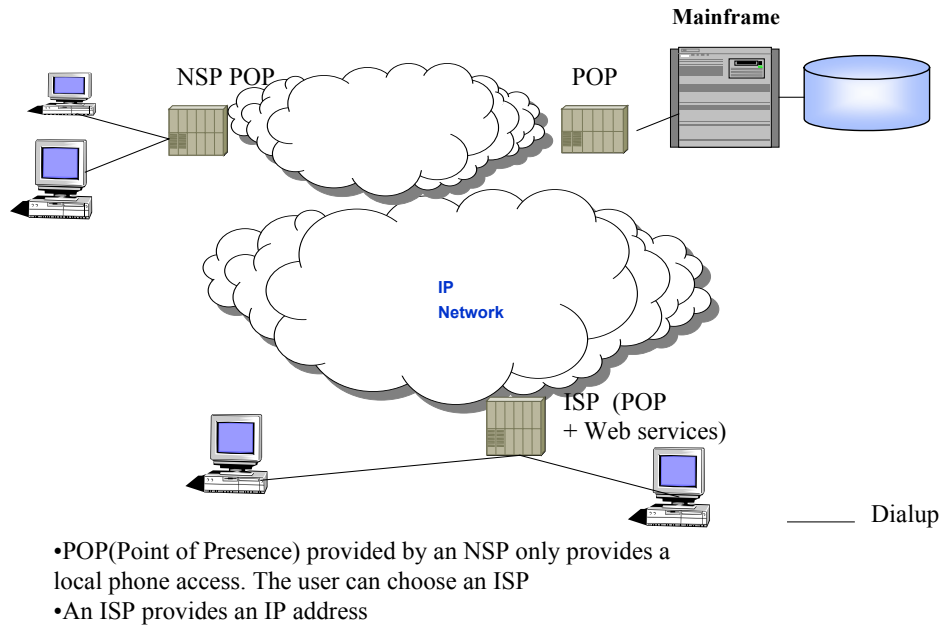 Mainframe
NSP POP
POP
IP
Network
ISP (POP
+ Web services)
Dialup
•POP(Point of Presence) provided by an NSP only provides a
local phone access. The user can choose an ISP
•An ISP provides an IP address